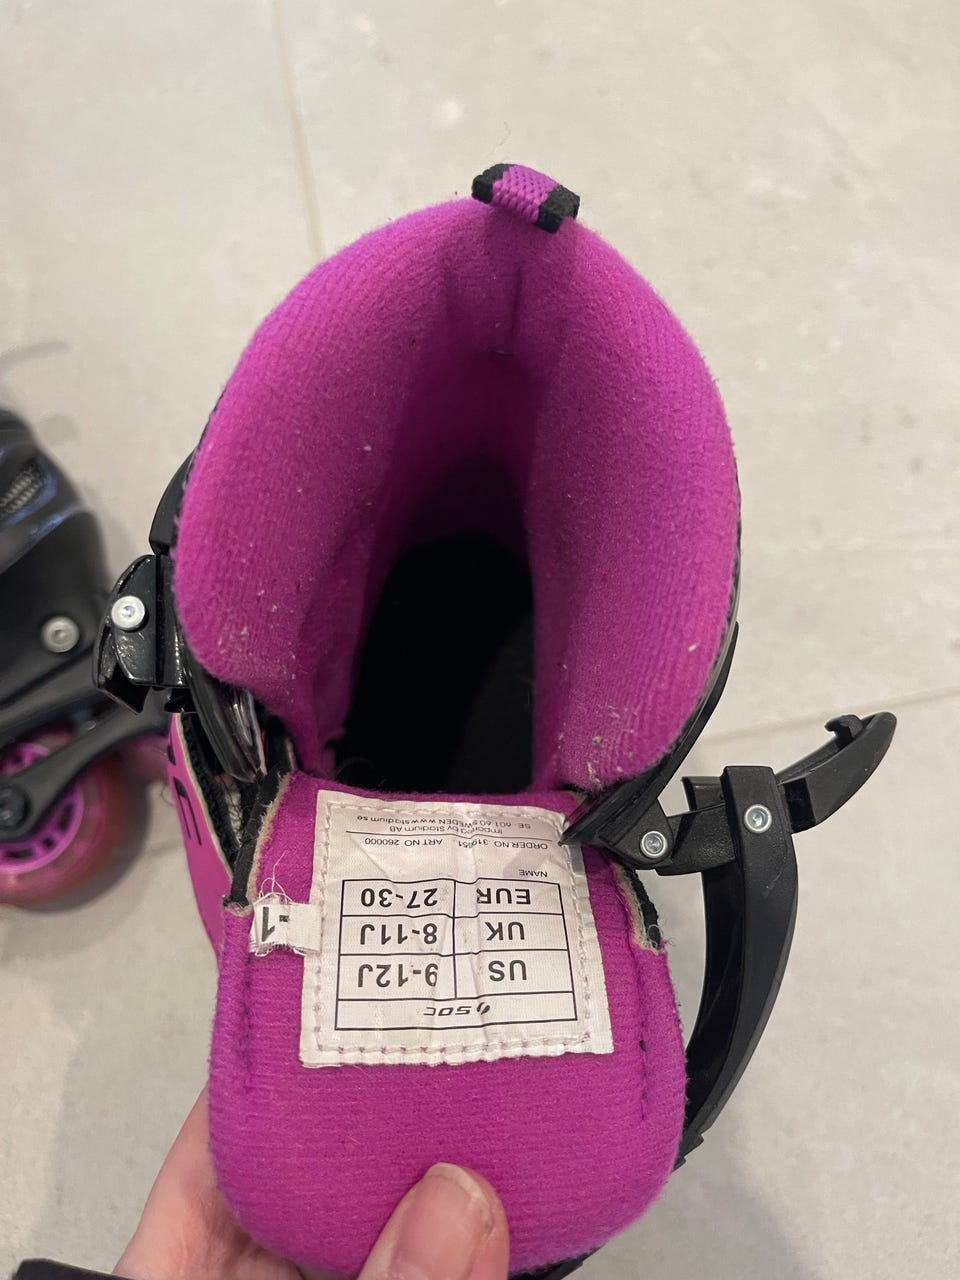 SOC
US 9-12J
UK 8-11J
EUR 27-30
NAME
ORDER NO 310551 ART NO 260000
Imported by Stadium AB
SE- 601 60 SWEDEN www.stadium.se